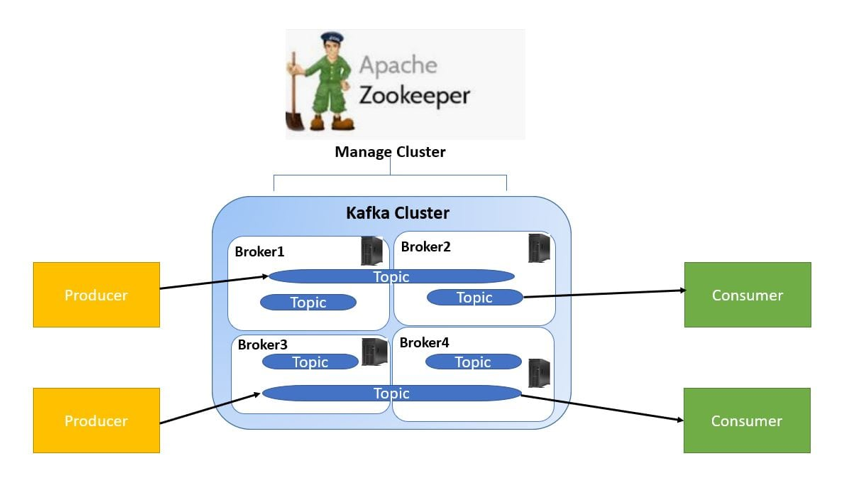 Apache
Zookeeper
Manage Cluster
Kafka Cluster
Broker1
Broker2
Topic
Topic
Topic
Producer
Consumer
Broker3
Broker4
Topic
Topic
Topic
Producer
Consumer